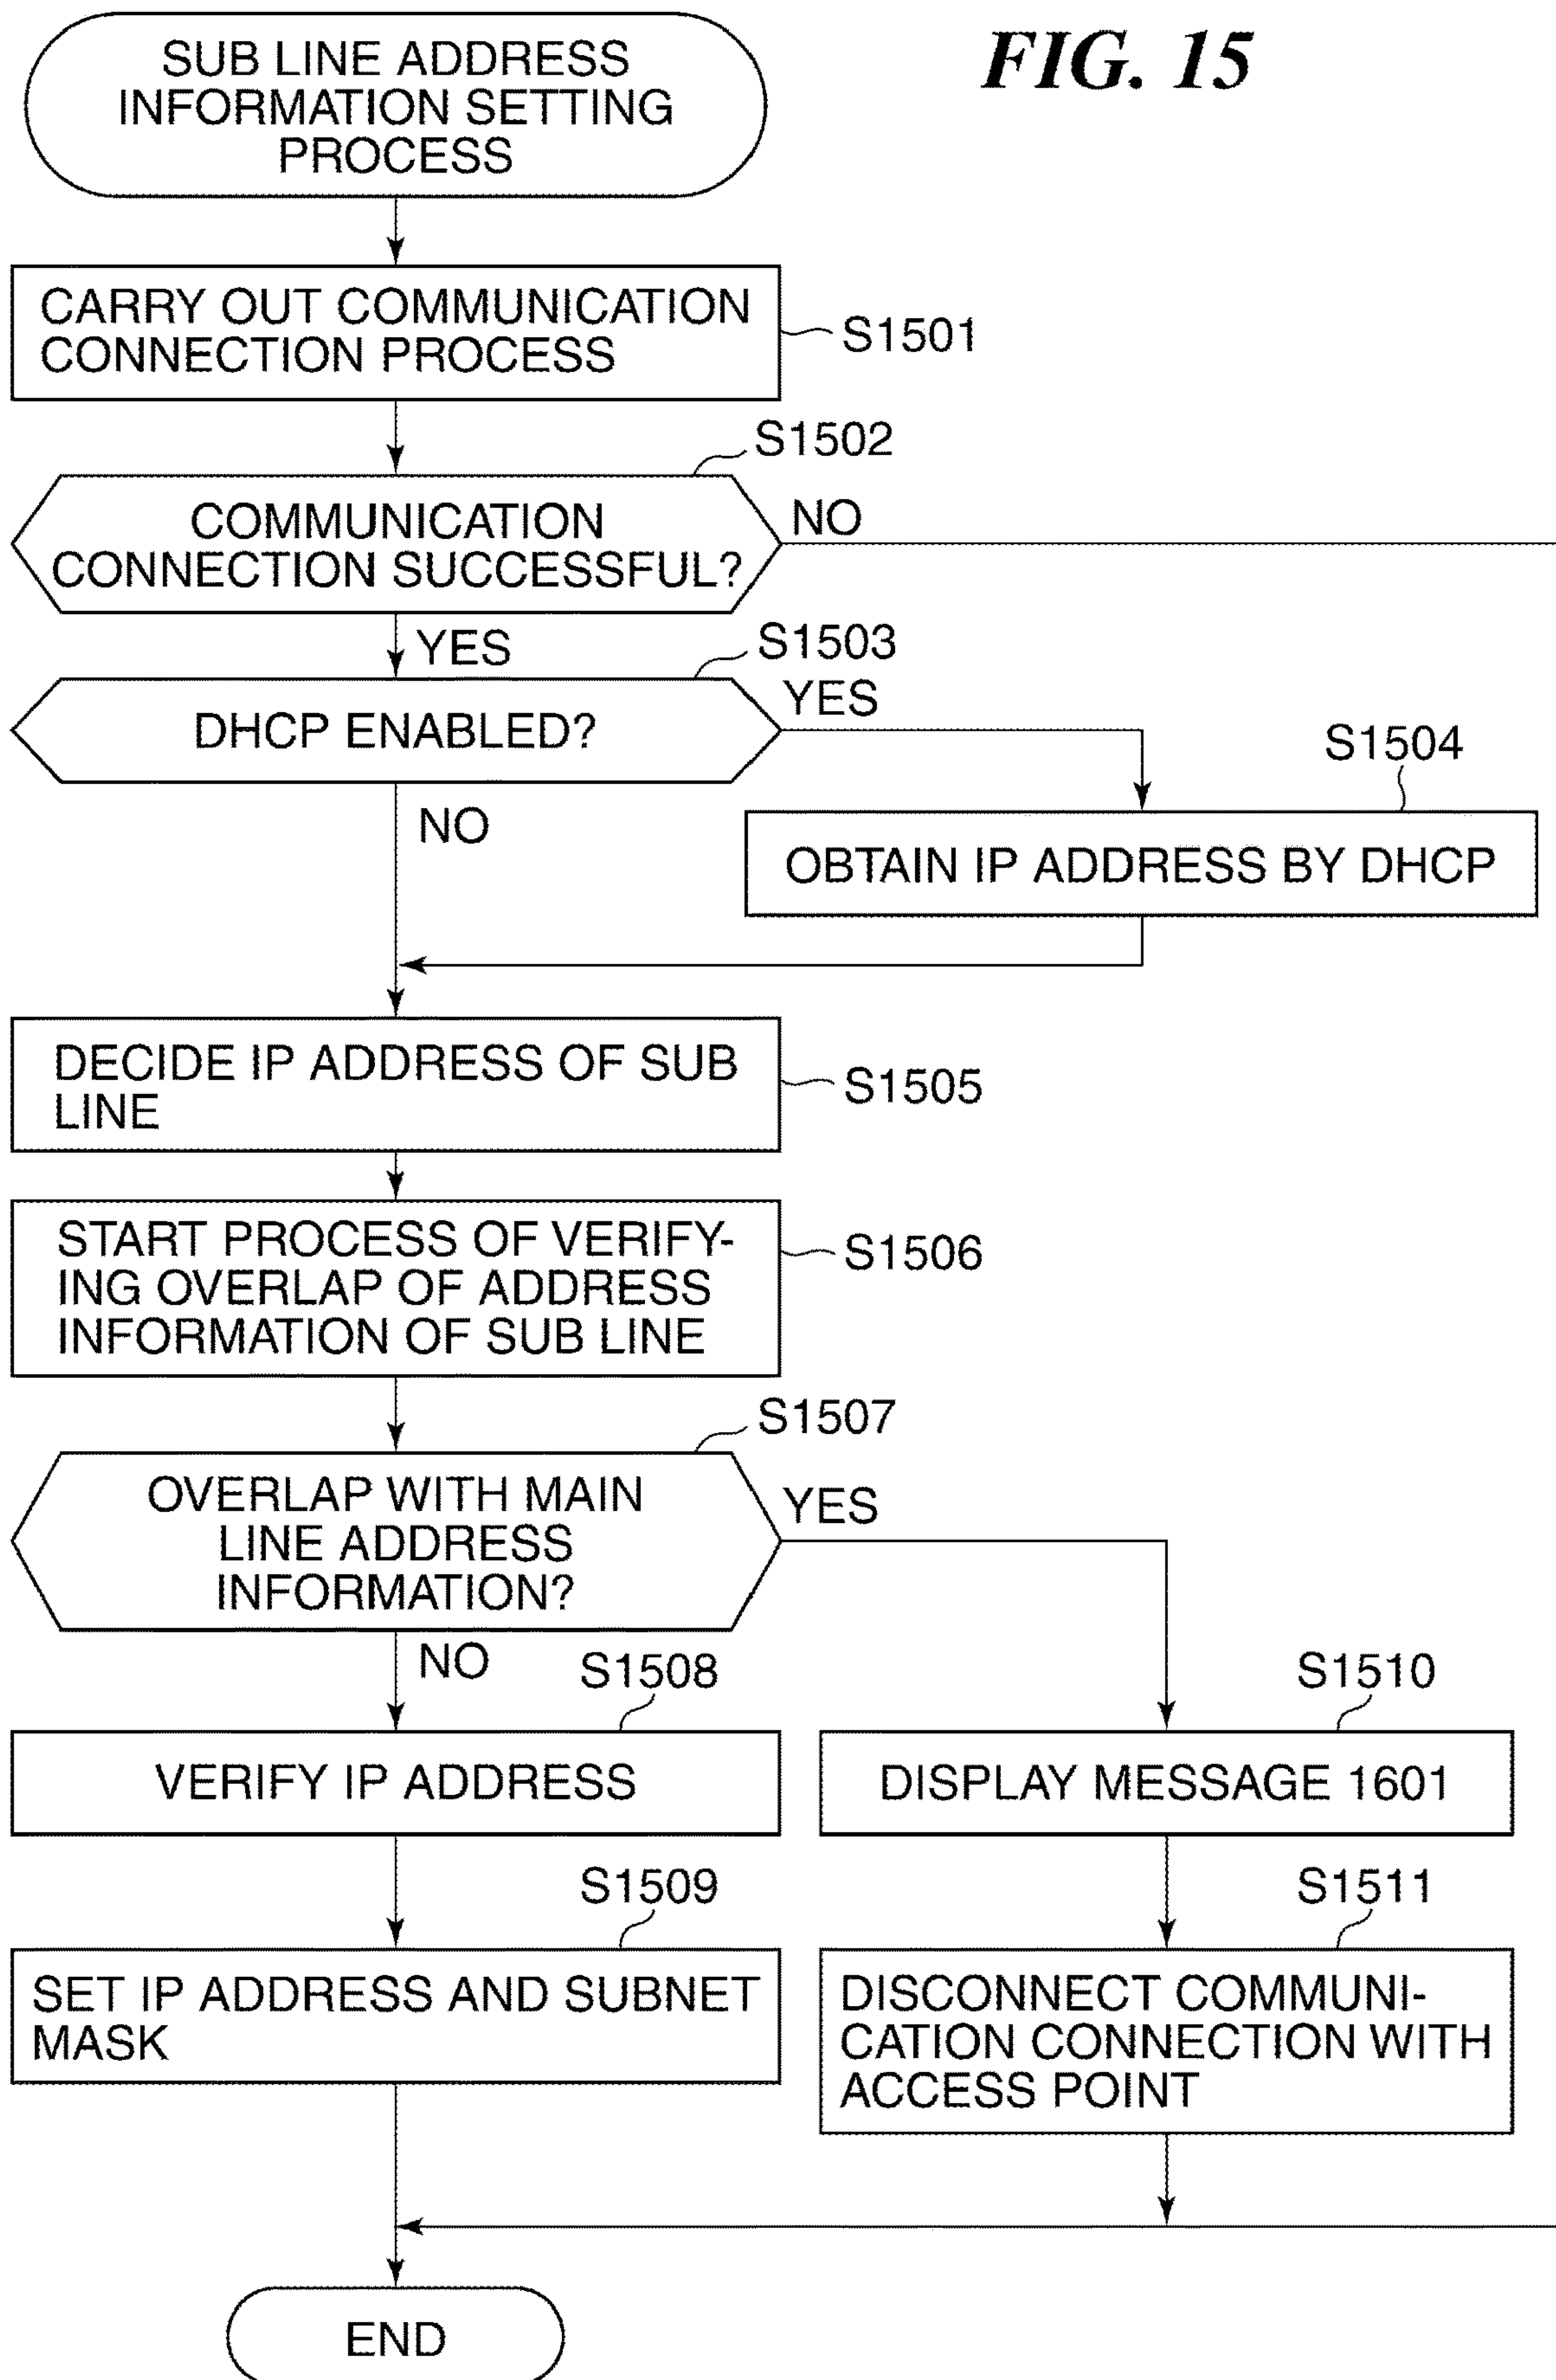 FIG. 15
SUB LINE ADDRESS
INFORMATION SETTING
PROCESS
CARRY OUT COMMUNICATION
CONNECTION PROCESS
S1501
S1502
COMMUNICATION
CONNECTION SUCCESSFUL?
NO
YES
S1503
DHCP ENABLED?
YES
NO
S1504
OBTAIN IP ADDRESS BY DHCP
DECIDE IP ADDRESS OF SUB
LINE
S1505
START PROCESS OF VERIFY-
ING OVERLAP OF ADDRESS
INFORMATION OF SUB LINE
S1506
S1507
OVERLAP WITH MAIN
LINE ADDRESS
INFORMATION?
YES
NO
S1508
VERIFY IP ADDRESS
S1510
DISPLAY MESSAGE 1601
S1509
SET IP ADDRESS AND SUBNET
MASK
S1511
DISCONNECT COMMUNI-
CATION CONNECTION WITH
ACCESS POINT
END